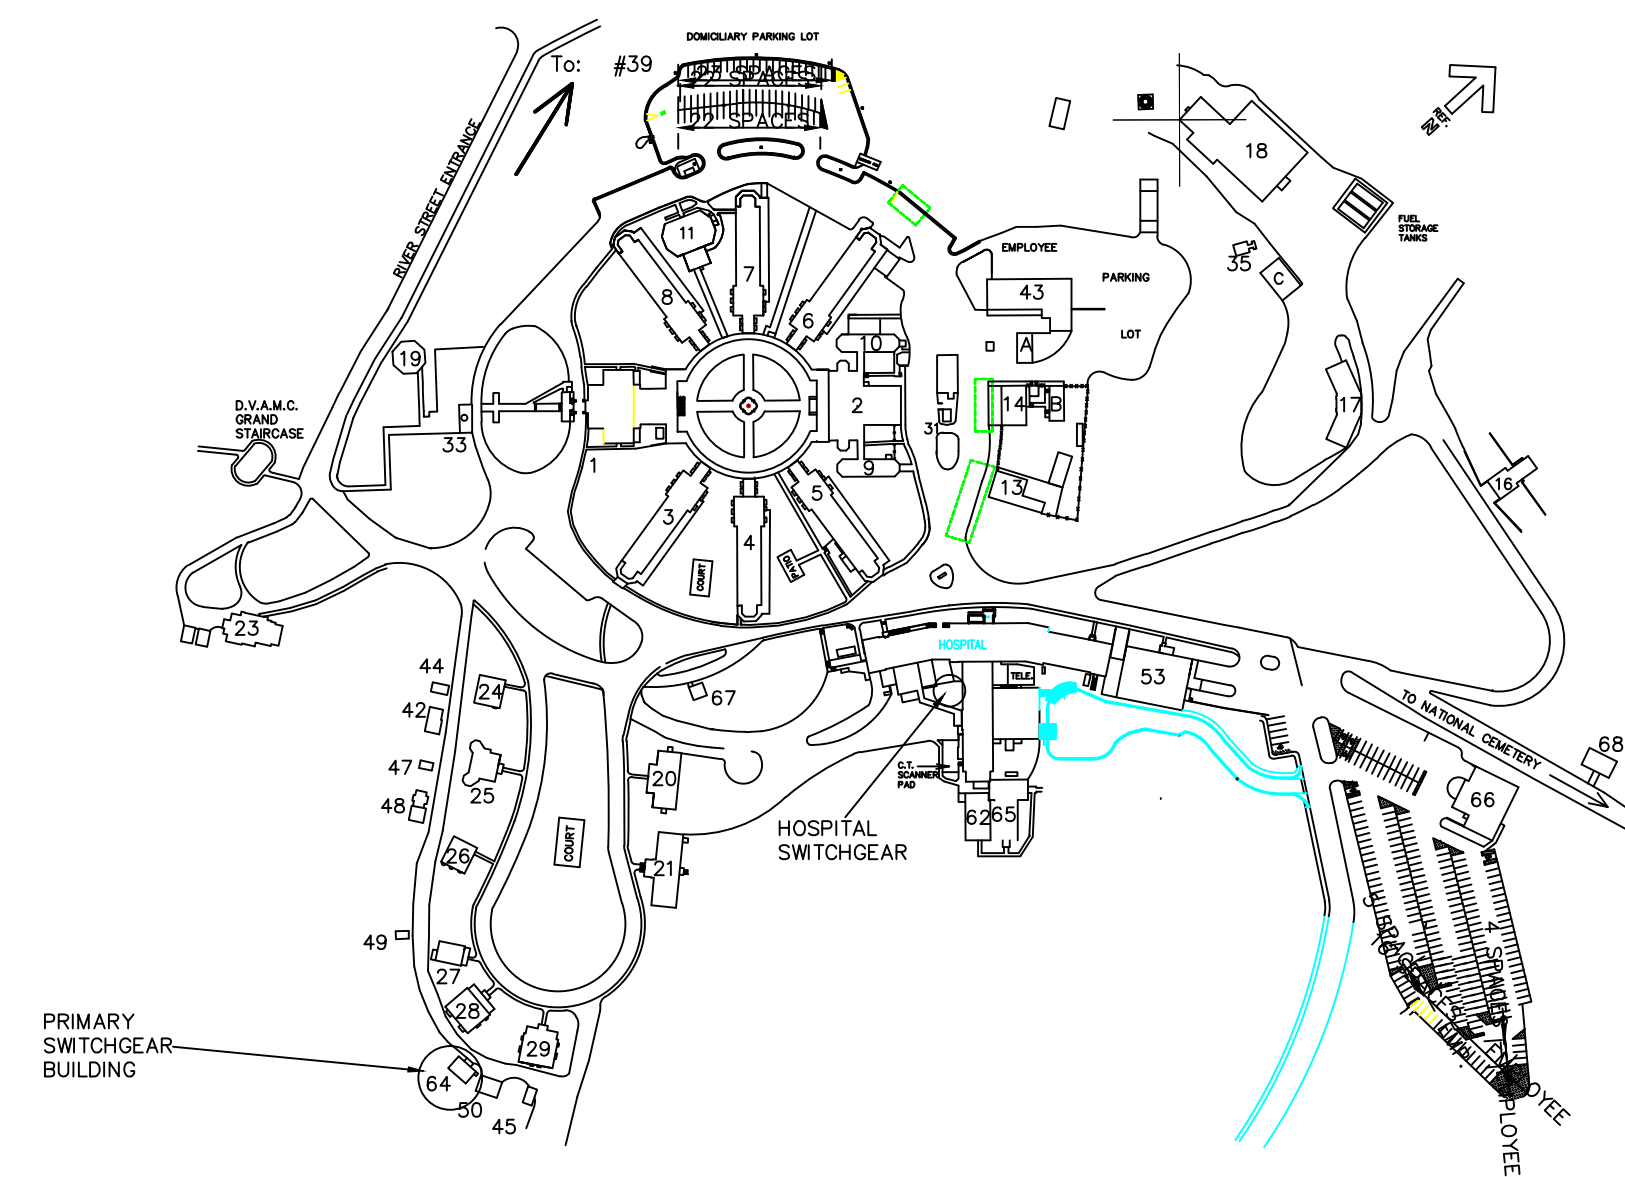 DOMICILIARY PARKING LOT
To: #39
22 SPACES
22 SPACES
REF.
N
RIVER STREET ENTRANCE
18
FUEL
STORAGE
TANKS
11
EMPLOYEE
PARKING
LOT
35
C
7
8
6
43
A
10
19
D.V.A.M.C.
GRAND
STAIRCASE
33
1
2
31
14
B
17
9
13
16
5
3
4
PATIO
COURT
23
HOSPITAL
TELE.
53
44
24
42
67
TO NATIONAL CEMETERY
68
47
25
48
20
C.T.
SCANNER
PAD
62
65
66
HOSPITAL
SWITCHGEAR
COURT
26
21
49
27
28
29
4 SPACES
PRIMARY
SWITCHGEAR
BUILDING
64
50
45